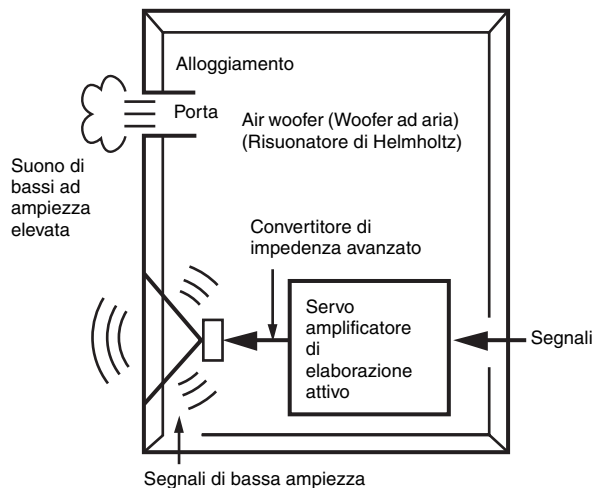 Alloggiamento
Porta
Air woofer (Woofer ad aria)
(Risuonatore di Helmholtz)
Suono di
bassi ad
ampiezza
elevata
Convertitore di
impedenza avanzato
Servo
amplificatore
di
elaborazione
attivo
Segnali
Segnali di bassa ampiezza